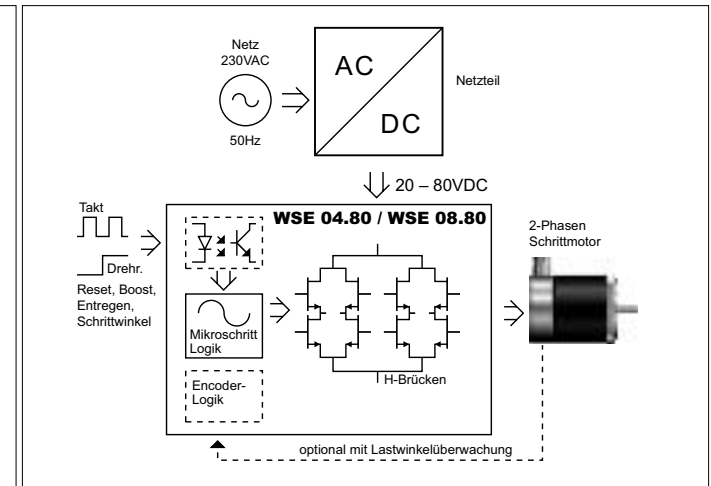 Netz
230VAC
50Hz
AC
DC
Netzteil
20 – 80VDC
Takt
Drehr.
Reset, Boost,
Entregen,
Schrittwinkel
WSE 04.80 / WSE 08.80
Mikroschritt
Logik
Encoder-
Logik
H-Brücken
2-Phasen
Schrittmotor
optional mit Lastwinkelüberwachung